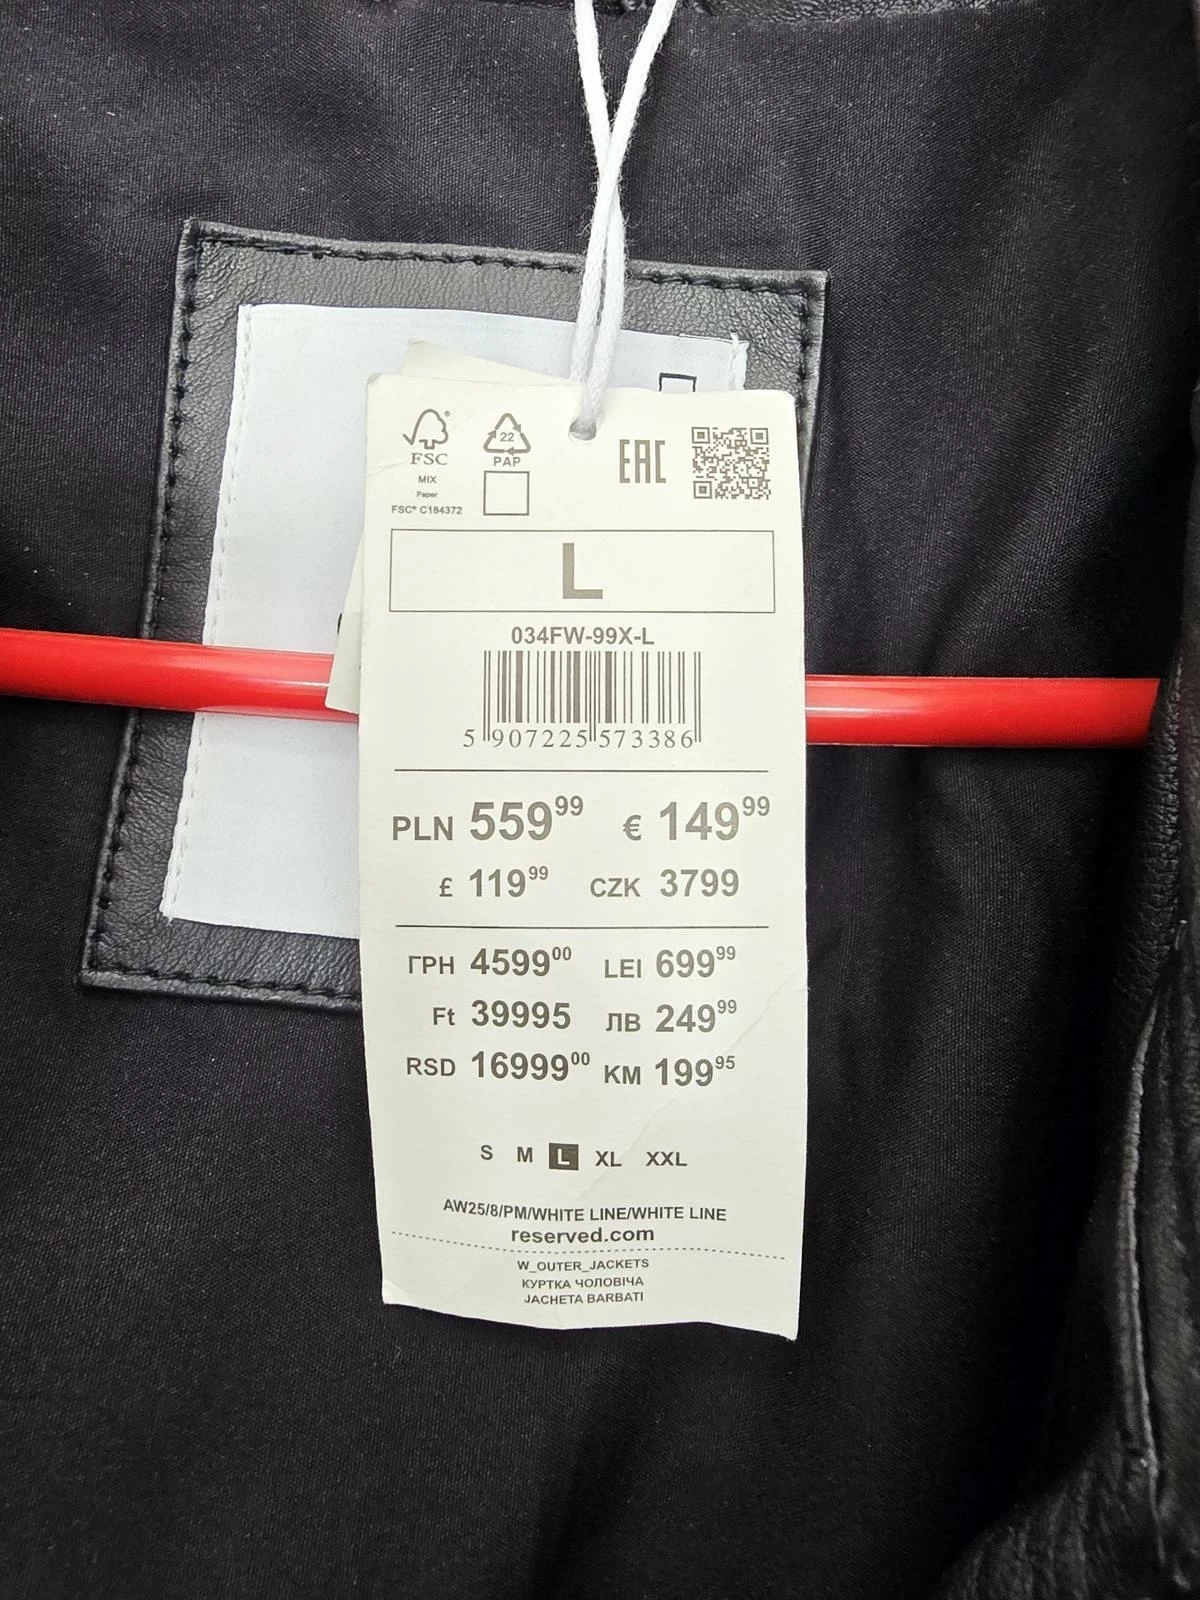 FSC®
MIX
Paper
FSC® C184372
22
PAP
EAC
L
034FW-99X-L
5 907225 573386
PLN 559 99 € 149 99
£ 119 99 CZK 3799
ГРН 4599 00 LEI 699 99
Ft 39995 ЛВ 249 99
RSD 16999 00 KM 199 95
S M L XL XXL
AW25/8/PM/WHITE LINE/WHITE LINE
reserved.com
W_OUTER_JACKETS
КУРТКА ЧОЛОВІЧА
JACHETA BARBATI